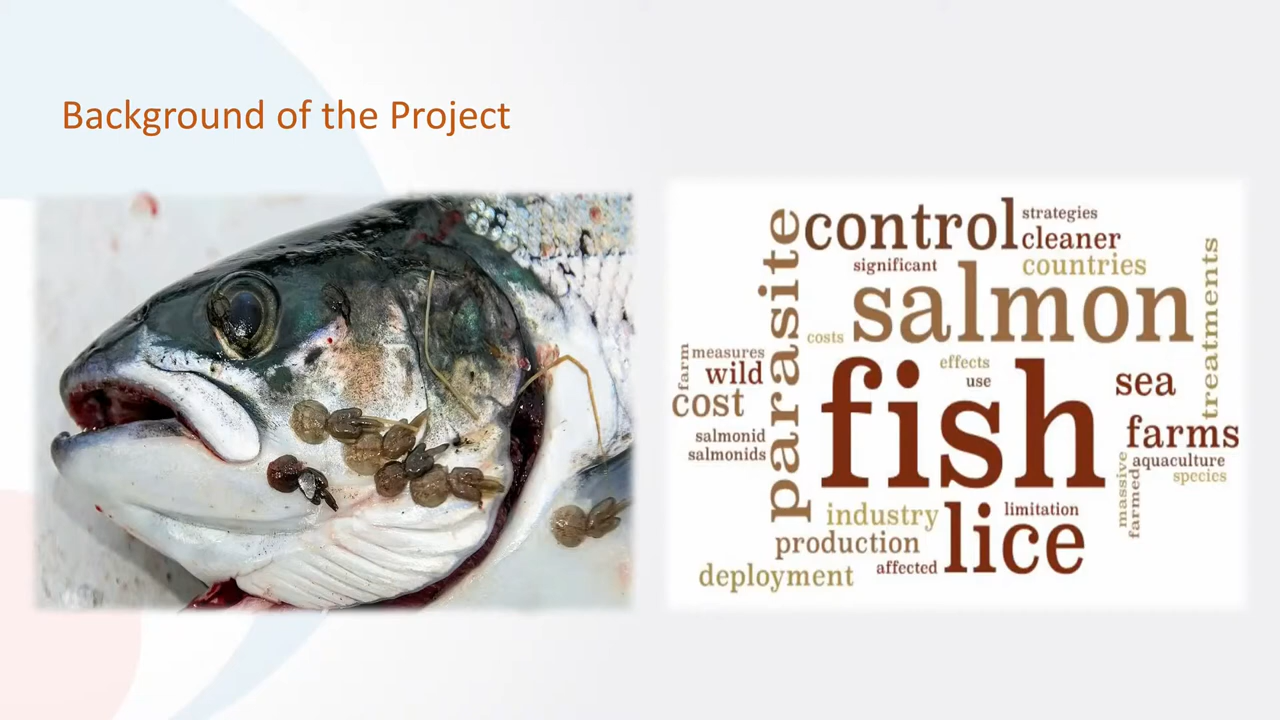 Background of the Project
control
strategies
cleaner
significant
countries
parasite
salmon
treatments
costs
farm
measures
wild
cost
effects
use
fish
sea
farms
salmonid
salmonids
aquaculture
species
massive
farmed
industry
limitation
lice
production
affected
deployment